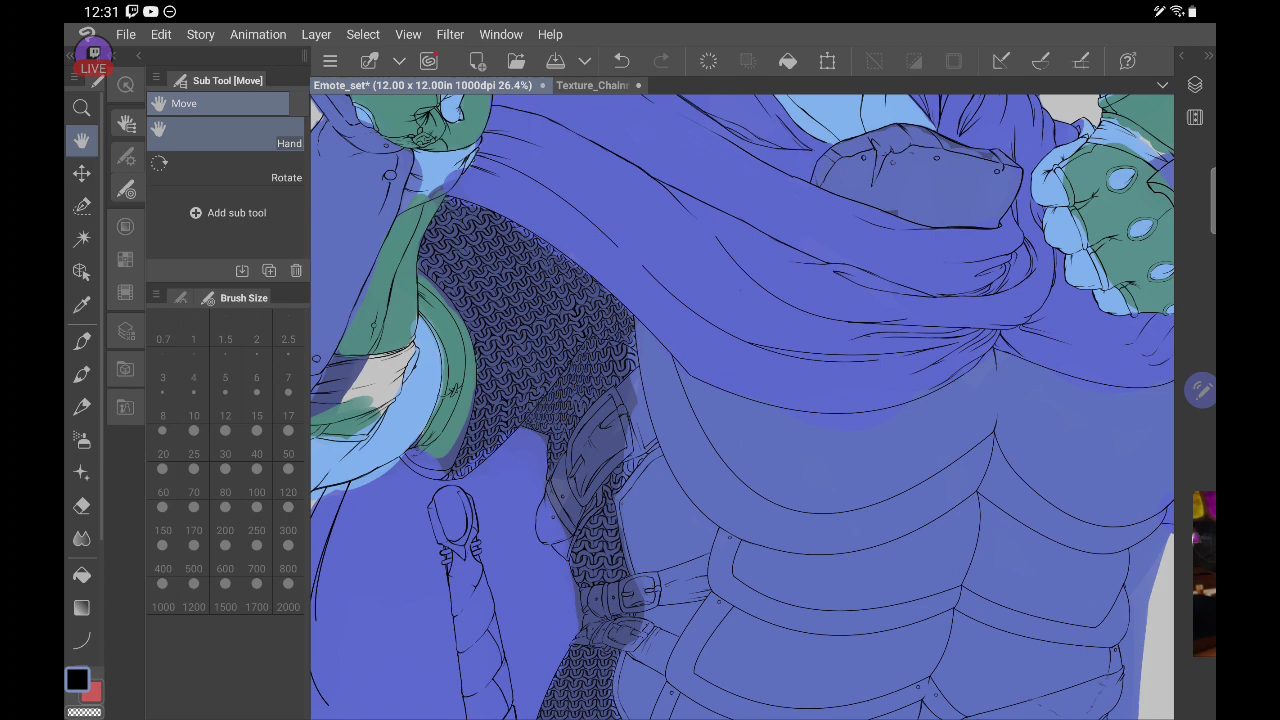 12:31
File Edit Story Animation Layer Select View Filter Window Help
LIVE
Sub Tool [Move]
Emote_set* (12.00 x 12.00in 1000dpi 26.4%)
Texture_Chainn
Move
Hand
Rotate
Add sub tool
Brush Size
0.7 1 1.5 2 2.5
3 4 5 6 7
8 10 12 15 17
20 25 30 40 50
60 70 80 100 120
150 170 200 250 300
400 500 600 700 800
1000 1200 1500 1700 2000